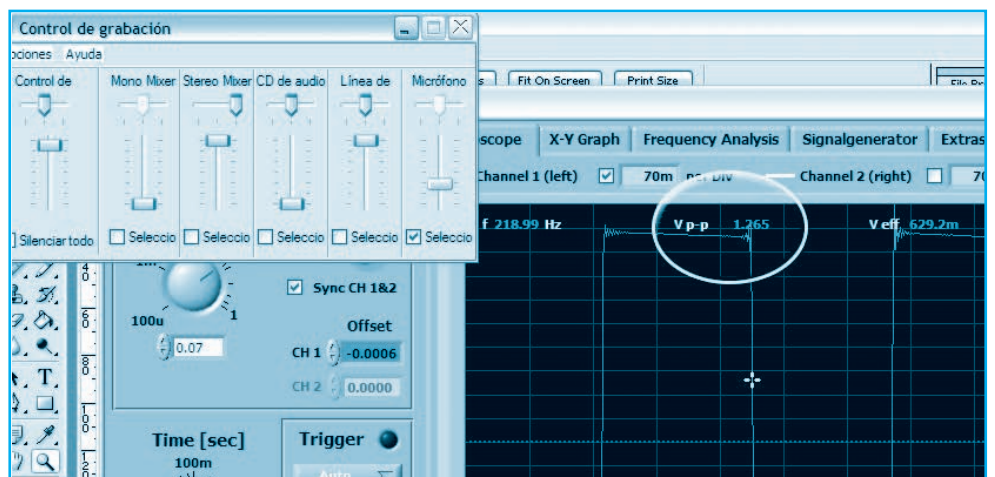 Control de grabación
Ayuda
Control de
Mono Mixer
Stereo Mixer
CD de audio
Línea de
Micrófono
Silenciar todo
Seleccio
Seleccio
Seleccio
Seleccio
Seleccio
Fit On Screen
Print Size
X-Y Graph
Frequency Analysis
Signalgenerator
Extras
Channel 1 (left)
70m
Channel 2 (right)
f 218.99 Hz
V p-p 1.265
V eff 629.2m
100u
1
0.07
Sync CH 1&2
Offset
CH 1 -0.0006
CH 2 0.0000
Time [sec]
100m
Trigger
Auto